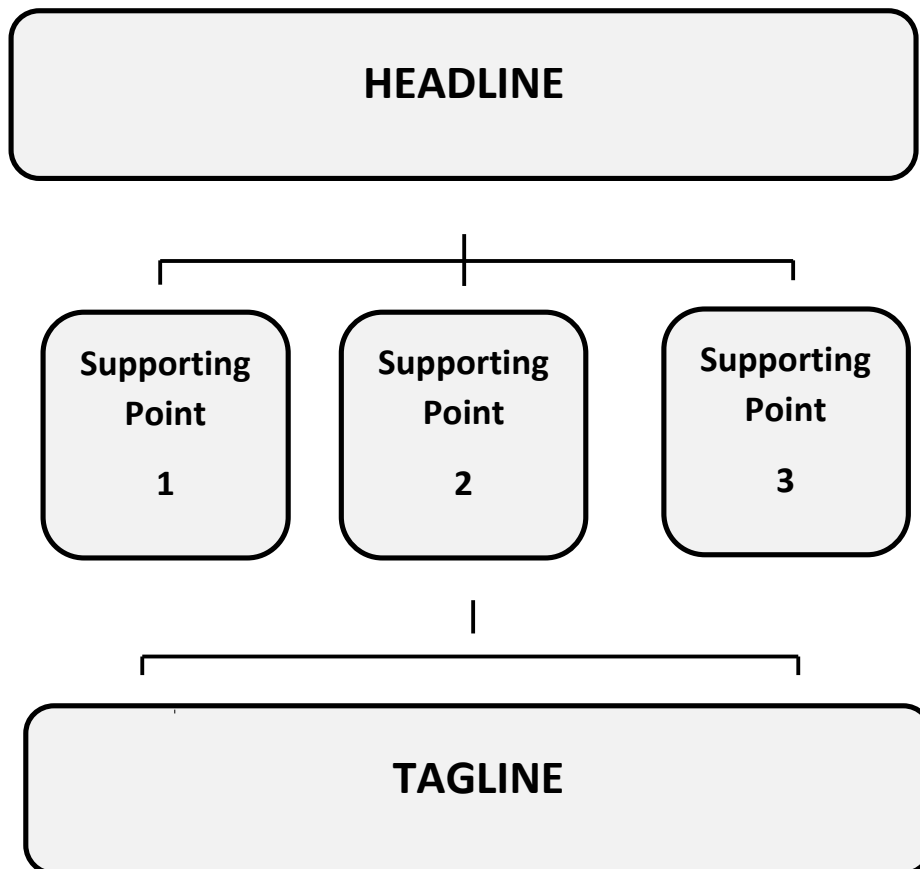 HEADLINE
Supporting
Point
1
Supporting
Point
2
Supporting
Point
3
TAGLINE